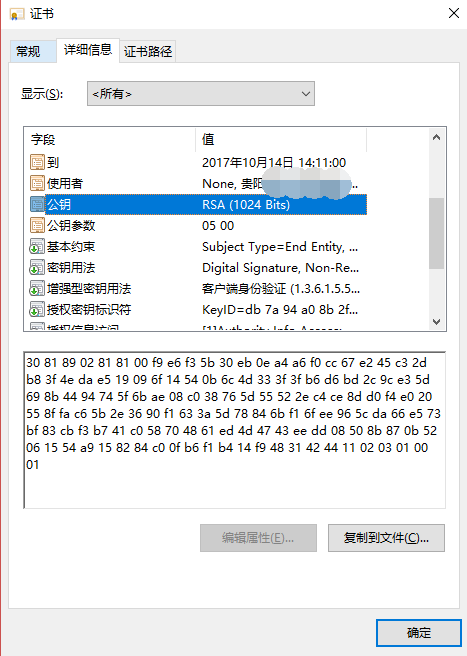 证书
常规 详细信息 证书路径
显示(S): <所有>
字段 值
到 2017年10月14日 14:11:00
使用者 None, 贵阳 ...
公钥 RSA (1024 Bits)
公钥参数 05 00
基本约束 Subject Type=End Entity, ...
密钥用法 Digital Signature, Non-Re...
增强型密钥用法 客户端身份验证 (1.3.6.1.5.5...
授权密钥标识符 KeyID=db 7a 94 a0 8b 2f...
授权信息访问 [1]Authority Info Access:
30 81 89 02 81 81 00 f9 e6 f3 5b 30 eb 0e a4 a6 f0 cc 67 e2 45 c3 2d
b8 3f 4e da e5 19 09 6f 14 54 0b 6c 4d 33 3f 3f b6 d6 bd 2c 9c e3 5d
69 8b 44 94 74 5f 6b ae 08 c0 38 76 5d 55 52 2e c4 ce 8d d0 f4 e0 20
55 8f fa c6 5b 2e 36 90 f1 63 3a 5d 78 84 6b f1 6f ee 96 5c da 66 e5 73
bf 83 cb f3 b7 41 c0 58 70 48 61 ed 4d 47 43 ee dd 08 50 8b 87 0b 52
06 15 54 a9 15 82 84 c0 0f b6 f1 b4 14 f9 48 31 42 44 11 02 03 01 00
01
编辑属性(E)... 复制到文件(C)...
确定